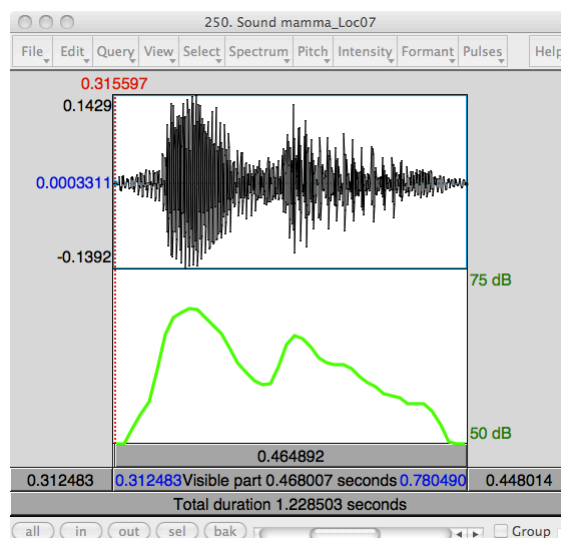 250. Sound mamma_Loc07
File Edit Query View Select Spectrum Pitch Intensity Formant Pulses Help
0.315597
0.1429
0.0003311
-0.1392
75 dB
50 dB
0.464892
0.312483 0.312483 Visible part 0.468007 seconds 0.780490 0.448014
Total duration 1.228503 seconds
all in out sel bak Group